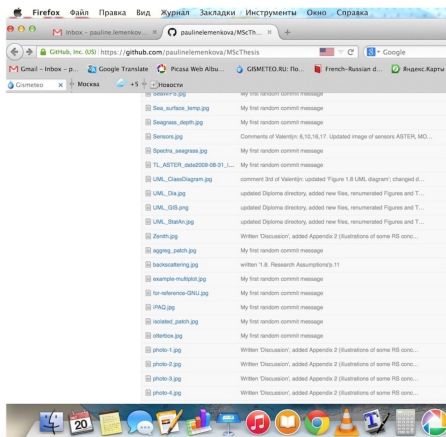 Firefox Файл Правка Вид Журнал Закладки Инструменты Окно Справка
Inbox – pauline.lemenkov... × paulinelemenkova/MScTh... × +
GitHub, Inc. (US) https://github.com/paulinelemenkova/MScThesis Google
Gmail – Inbox – p... Google Translate Picasa Web Albu... GISMETEO.RU: По... French–Russian d... Яндекс.Карты
Gismeteo × Москва +5 Новости
SeaWiFS.jpg My first random commit message
Sea_surface_temp.jpg My first random commit message
Seagrass_depth.jpg My first random commit message
Sensors.jpg Comments of Valentijn: 6,10,16,17. Updated image of sensors ASTER, MO...
Spectra_seagrass.jpg My first random commit message
TL_ASTER_date2009-08-31_(... My first random commit message
UML_ClassDiagram.jpg comment 3rd of Valentijn: updated 'Figure 1.8 UML diagram'; changed d...
UML_Dia.jpg updated Diploma directory, added new files, renumerated Figures and T...
UML_GIS.png updated Diploma directory, added new files, renumerated Figures and T...
UML_StatAn.jpg updated Diploma directory, added new files, renumerated Figures and T...
Zenith.jpg Written 'Discussion', added Appendix 2 (illustrations of some RS conc...
aggreg_patch.jpg My first random commit message
backscattering.jpg written '1.8. Research Assumptions'p.11
example-multiplot.jpg My first random commit message
for-reference-GNU.jpg My first random commit message
iPAQ.jpg My first random commit message
isolated_patch.jpg My first random commit message
otterbox.jpg My first random commit message
photo-1.jpg Written 'Discussion', added Appendix 2 (illustrations of some RS conc...
photo-2.jpg Written 'Discussion', added Appendix 2 (illustrations of some RS conc...
photo-3.jpg Written 'Discussion', added Appendix 2 (illustrations of some RS conc...
photo-4.jpg Written 'Discussion', added Appendix 2 (illustrations of some RS conc...
20